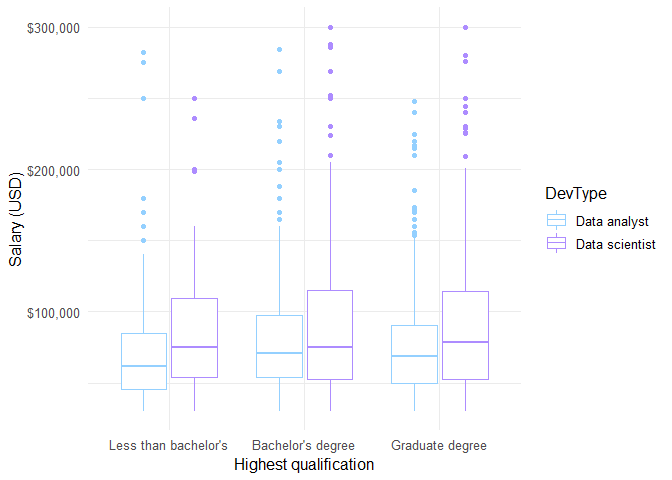 $300,000
$200,000
$100,000
Salary (USD)
Less than bachelor's
Bachelor's degree
Graduate degree
Highest qualification
DevType
Data analyst
Data scientist